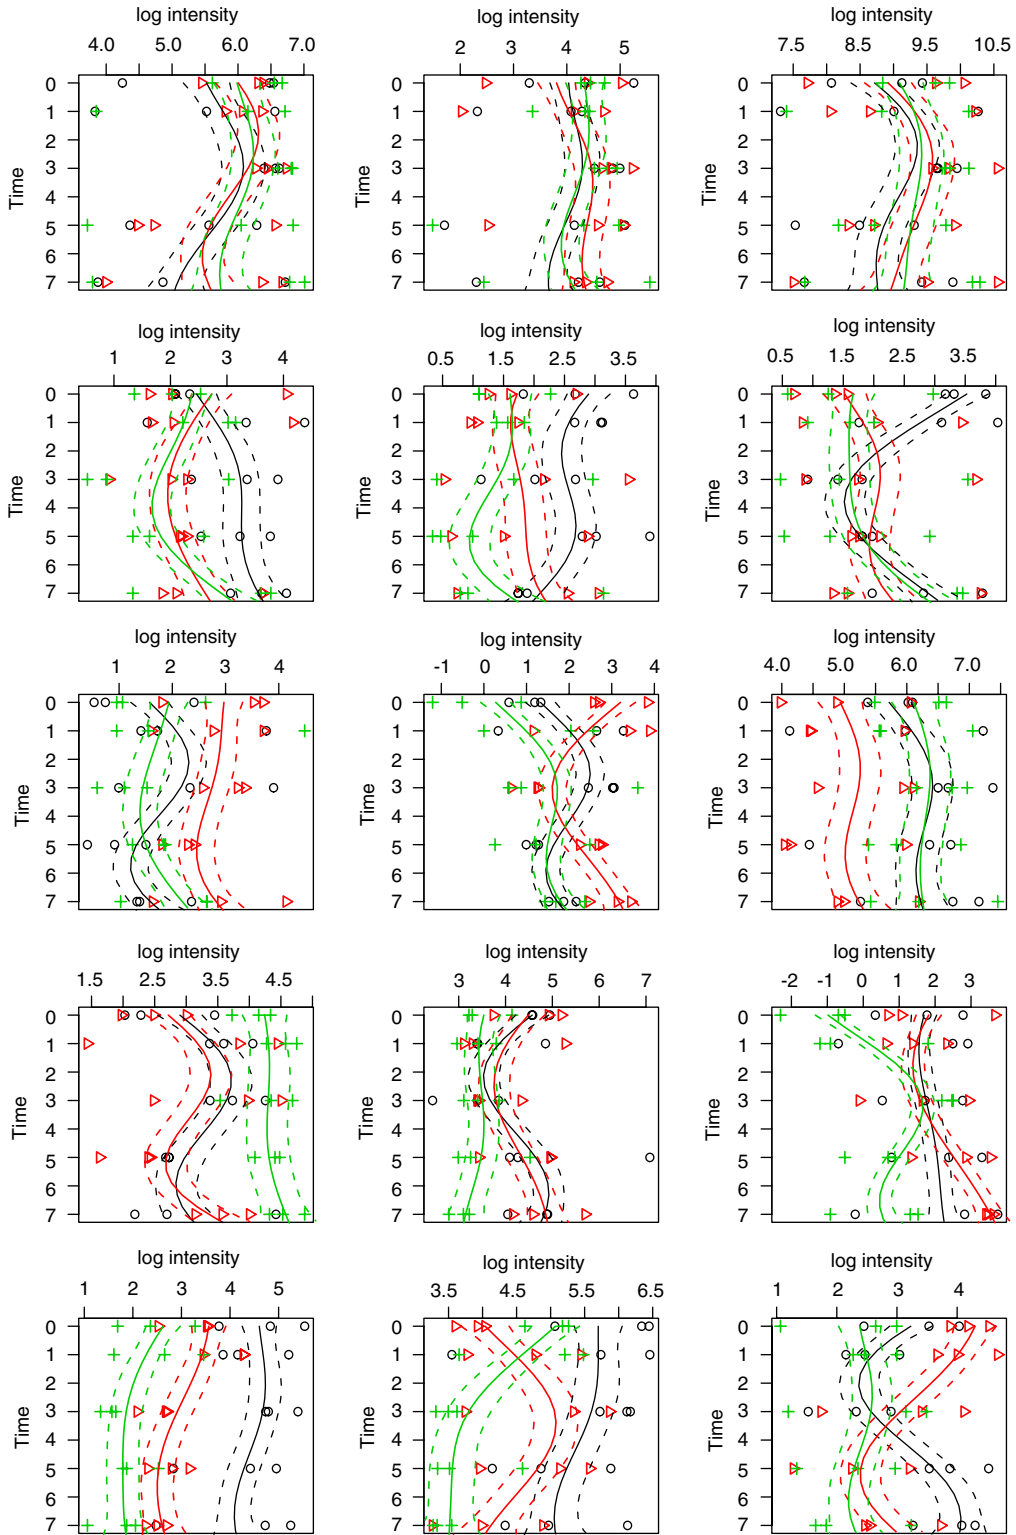 log intensity log intensity log intensity
4.0 5.0 6.0 7.0 2 3 4 5 7.5 8.5 9.5 10.5
Time 0 1 2 3 4 5 6 7 Time 0 1 2 3 4 5 6 7 Time 0 1 2 3 4 5 6 7
log intensity log intensity log intensity
1 2 3 4 0.5 1.5 2.5 3.5 0.5 1.5 2.5 3.5
Time 0 1 2 3 4 5 6 7 Time 0 1 2 3 4 5 6 7 Time 0 1 2 3 4 5 6 7
log intensity log intensity log intensity
1 2 3 4 -1 0 1 2 3 4 4.0 5.0 6.0 7.0
Time 0 1 2 3 4 5 6 7 Time 0 1 2 3 4 5 6 7 Time 0 1 2 3 4 5 6 7
log intensity log intensity log intensity
1.5 2.5 3.5 4.5 3 4 5 6 7 -2 -1 0 1 2 3
Time 0 1 2 3 4 5 6 7 Time 0 1 2 3 4 5 6 7 Time 0 1 2 3 4 5 6 7
log intensity log intensity log intensity
1 2 3 4 5 3.5 4.5 5.5 6.5 1 2 3 4
Time 0 1 2 3 4 5 6 7 Time 0 1 2 3 4 5 6 7 Time 0 1 2 3 4 5 6 7